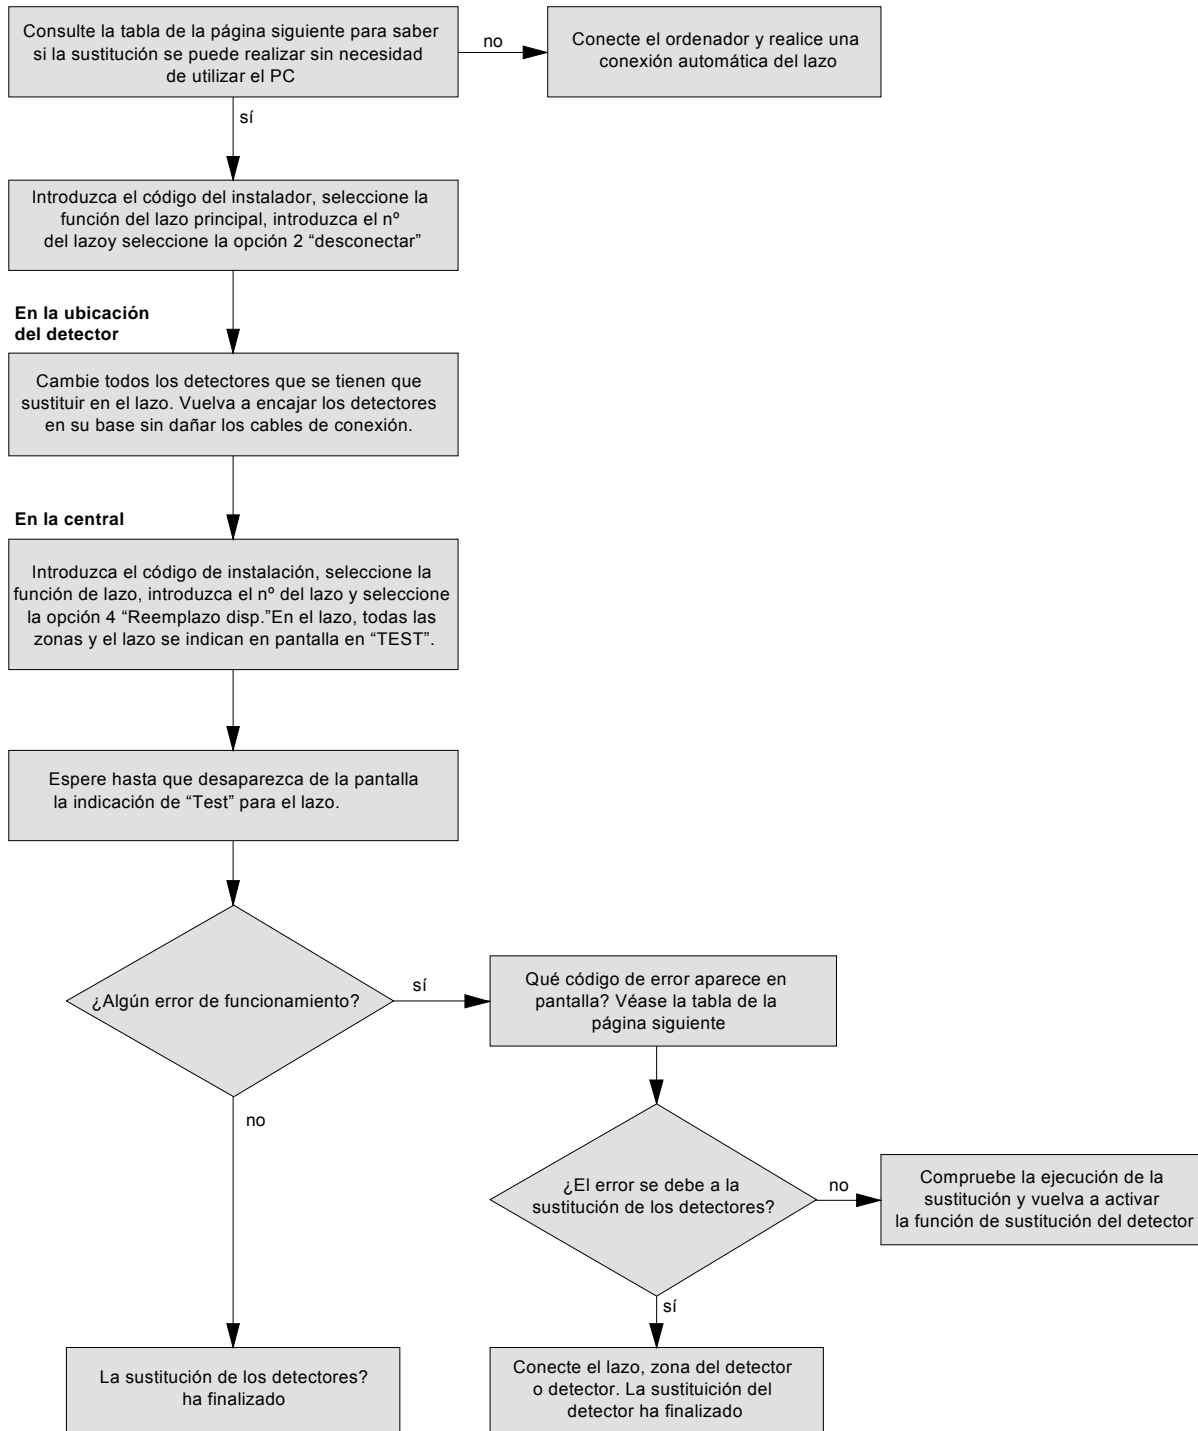 Consulte la tabla de la página siguiente para saber
si la sustitución se puede realizar sin necesidad
de utilizar el PC
no
Conecte el ordenador y realice una
conexión automática del lazo
sí
Introduzca el código del instalador, seleccione la
función del lazo principal, introduzca el nº
del lazoy seleccione la opción 2 “desconectar”
En la ubicación
del detector
Cambie todos los detectores que se tienen que
sustituir en el lazo. Vuelva a encajar los detectores
en su base sin dañar los cables de conexión.
En la central
Introduzca el código de instalación, seleccione la
función de lazo, introduzca el nº del lazo y seleccione
la opción 4 “Reemplazo disp.”En el lazo, todas las
zonas y el lazo se indican en pantalla en “TEST”.
Espere hasta que desaparezca de la pantalla
la indicación de “Test” para el lazo.
¿Algún error de funcionamiento?
sí
Qué código de error aparece en
pantalla? Véase la tabla de la
página siguiente
no
¿El error se debe a la
sustitución de los detectores?
no
Compruebe la ejecución de la
sustitución y vuelva a activar
la función de sustitución del detector
sí
La sustitución de los detectores?
ha finalizado
Conecte el lazo, zona del detector
o detector. La sustituición del
detector ha finalizado